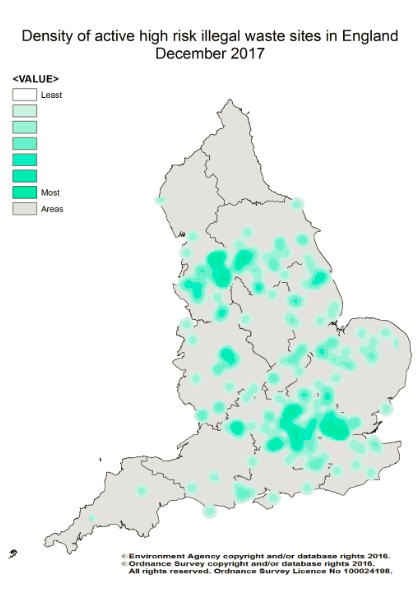 Density of active high risk illegal waste sites in England
December 2017
<VALUE>
Least
Most
Areas
© Environment Agency copyright and/or database rights 2016.
© Ordnance Survey copyright and/or database rights 2016.
All rights reserved. Ordnance Survey Licence No 100024198.